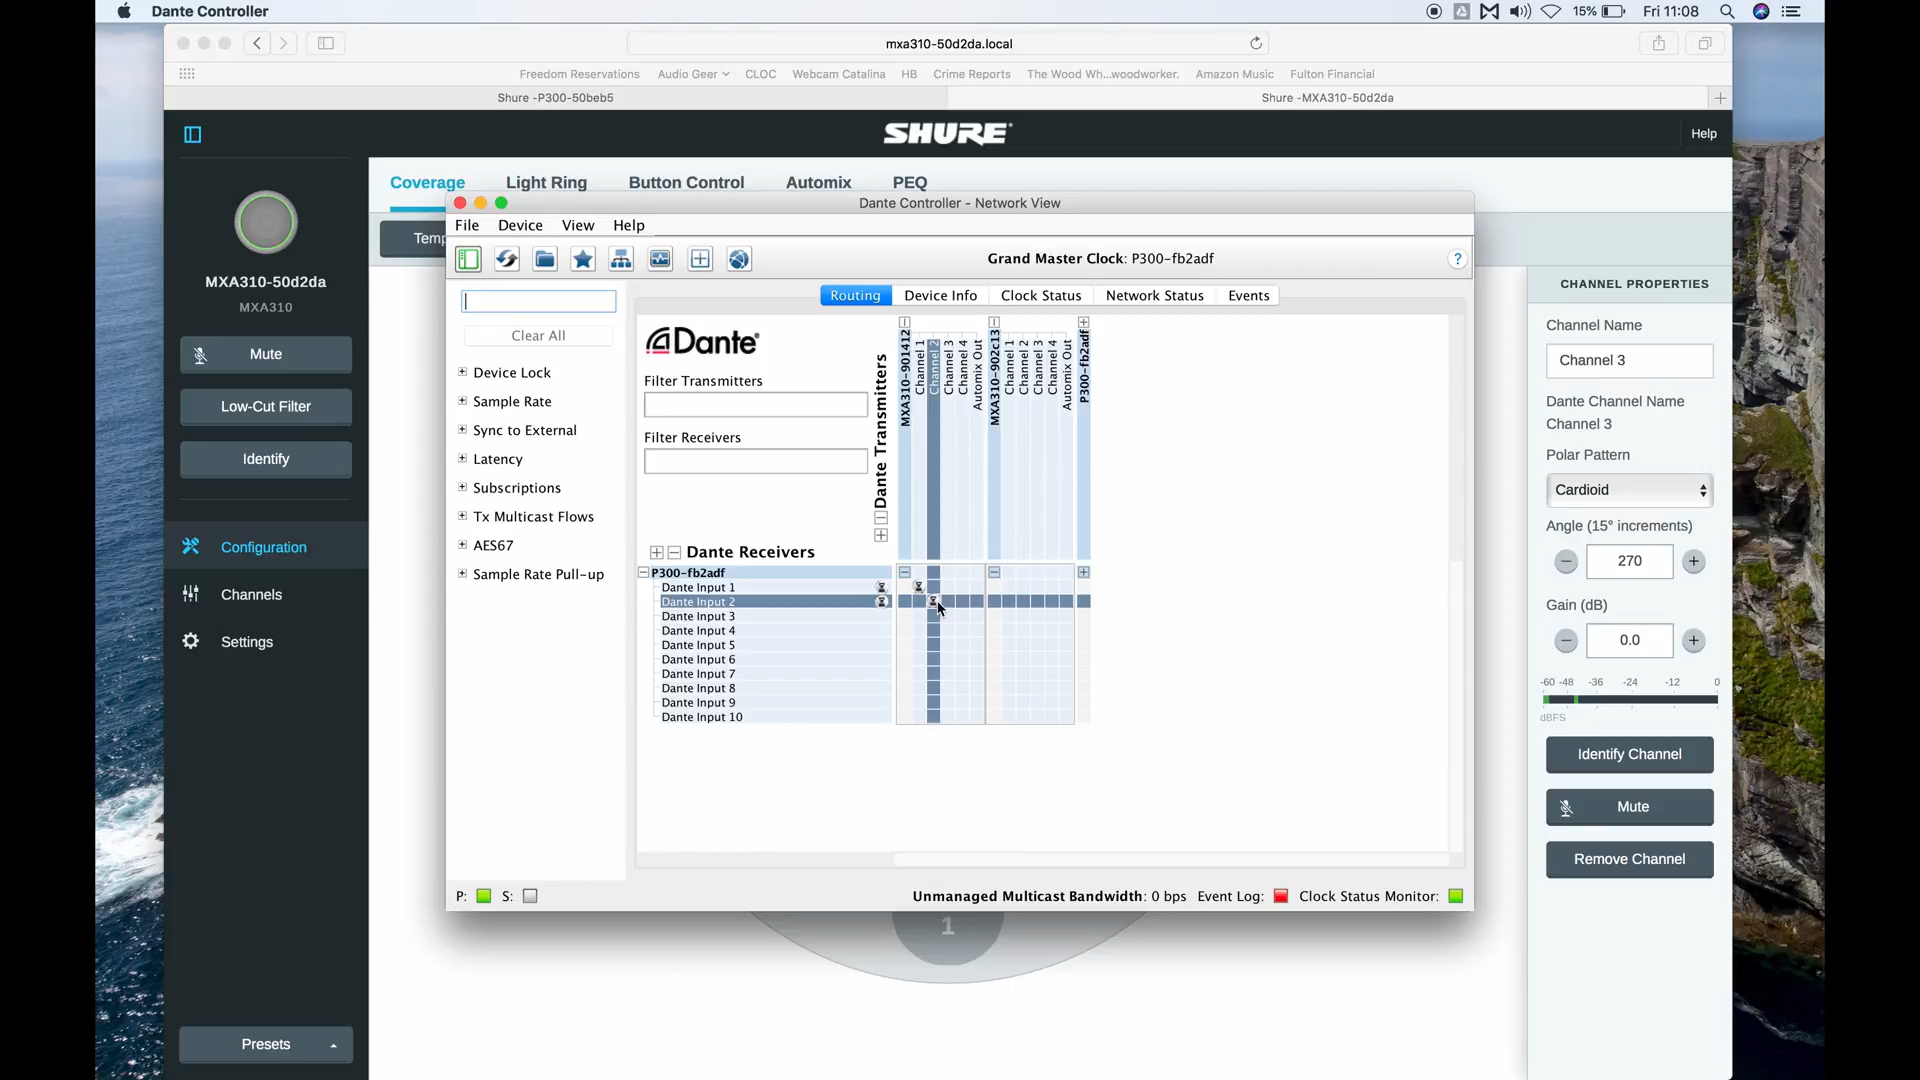 Dante Controller
15%
Fri 11:08
mxa310-50d2da.local
Freedom Reservations
Audio Geer
CLOC
Webcam Catalina
HB
Crime Reports
The Wood Wh...woodworker.
Amazon Music
Fulton Financial
Shure -P300-50beb5
Shure -MXA310-50d2da
SHURE
Help
MXA310-50d2da
MXA310
Mute
Low-Cut Filter
Identify
Configuration
Channels
Settings
Presets
Coverage
Light Ring
Button Control
Automix
PEQ
Temp
Dante Controller - Network View
File
Device
View
Help
Grand Master Clock: P300-fb2adf
?
Clear All
Device Lock
Sample Rate
Sync to External
Latency
Subscriptions
Tx Multicast Flows
AES67
Sample Rate Pull-up
Routing
Device Info
Clock Status
Network Status
Events
Dante
Filter Transmitters
Filter Receivers
Dante Transmitters
MXA310-901412
Channel 1
Channel 2
Channel 3
Channel 4
Automix Out
MXA310-902c13
Channel 1
Channel 2
Channel 3
Channel 4
Automix Out
P300-fb2adf
Dante Receivers
P300-fb2adf
Dante Input 1
Dante Input 2
Dante Input 3
Dante Input 4
Dante Input 5
Dante Input 6
Dante Input 7
Dante Input 8
Dante Input 9
Dante Input 10
P:
S:
Unmanaged Multicast Bandwidth: 0 bps
Event Log:
Clock Status Monitor:
1
CHANNEL PROPERTIES
Channel Name
Channel 3
Dante Channel Name
Channel 3
Polar Pattern
Cardioid
Angle (15° increments)
270
Gain (dB)
0.0
-60 -48 -36 -24 -12 0
dBFS
Identify Channel
Mute
Remove Channel